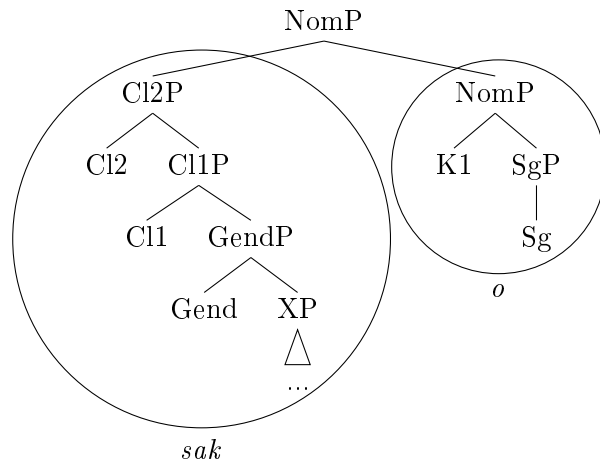 NomP
Cl2P NomP
Cl2 Cl1P K1 SgP
Cl1 GendP Sg
Gend XP o
...
sak